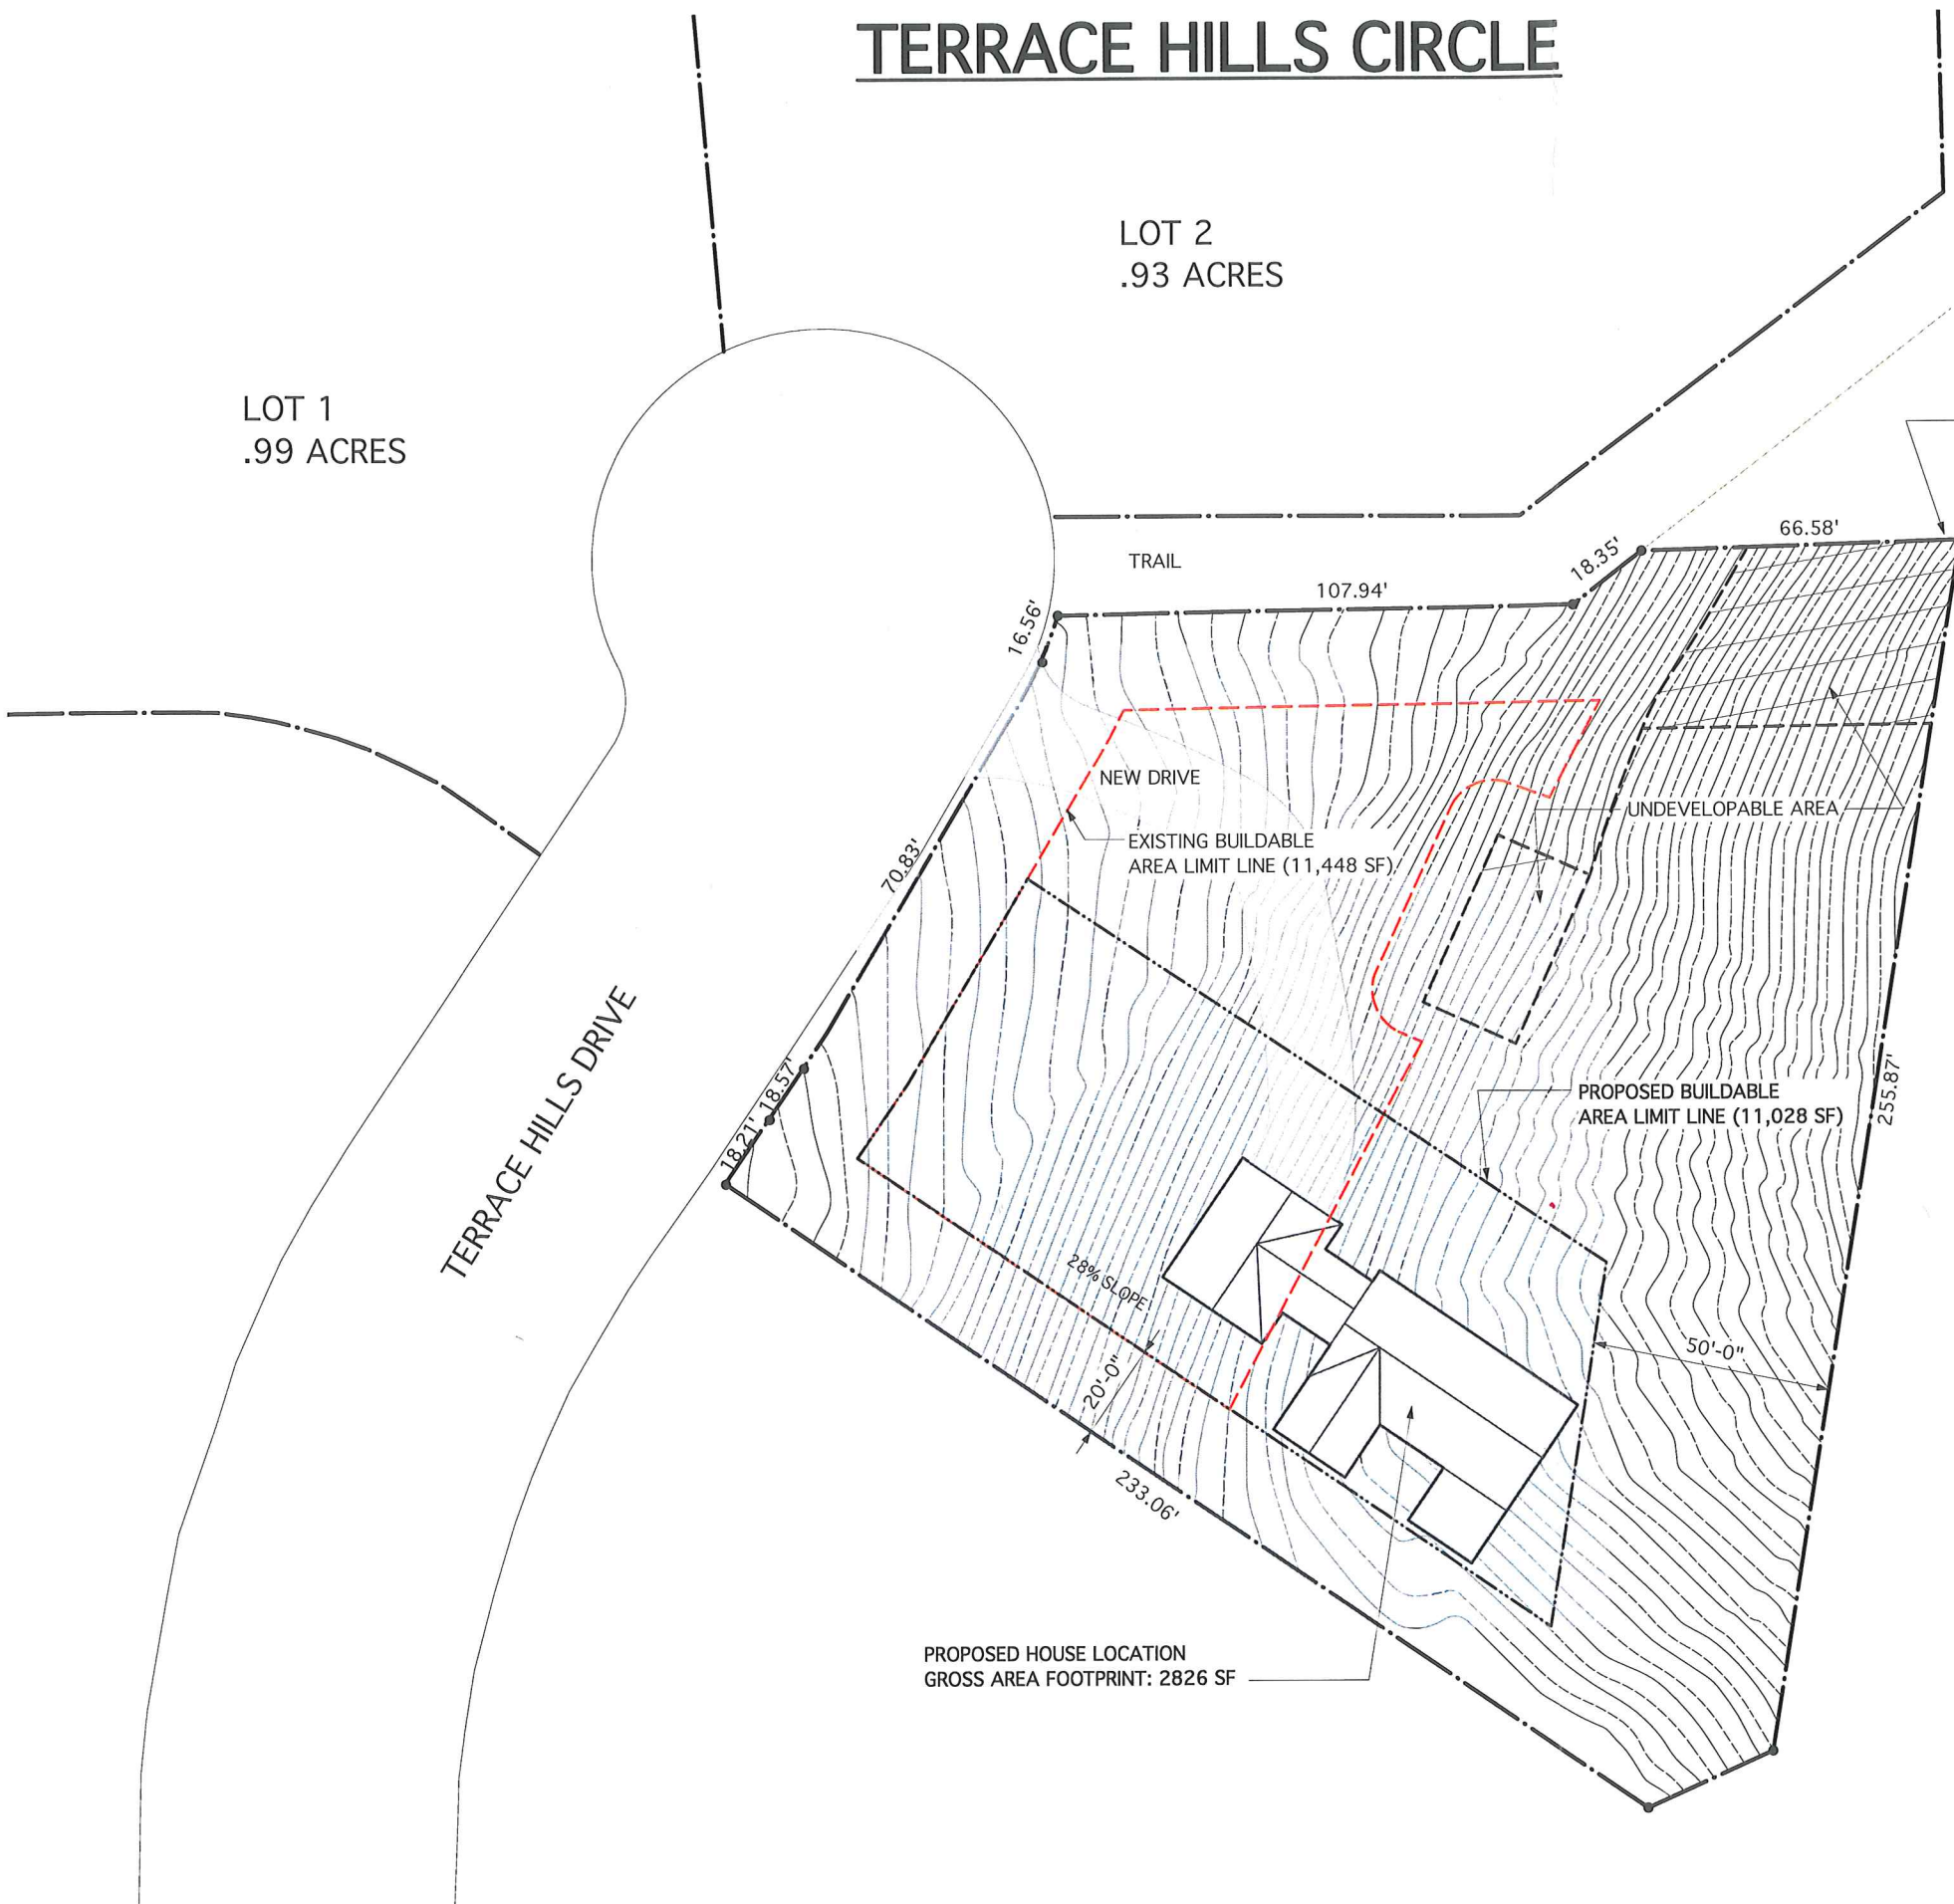 TERRACE HILLS CIRCLE
LOT 2
.93 ACRES
LOT 1
.99 ACRES
66.58'
18.35'
TRAIL
107.94'
16.56'
NEW DRIVE
UNDEVELOPABLE AREA
EXISTING BUILDABLE
AREA LIMIT LINE (11,448 SF)
70.83'
TERRACE HILLS DRIVE
18.57'
18.21'
PROPOSED BUILDABLE
AREA LIMIT LINE (11,028 SF)
255.87'
28% SLOPE
20'-0"
50'-0"
233.06'
PROPOSED HOUSE LOCATION
GROSS AREA FOOTPRINT: 2826 SF